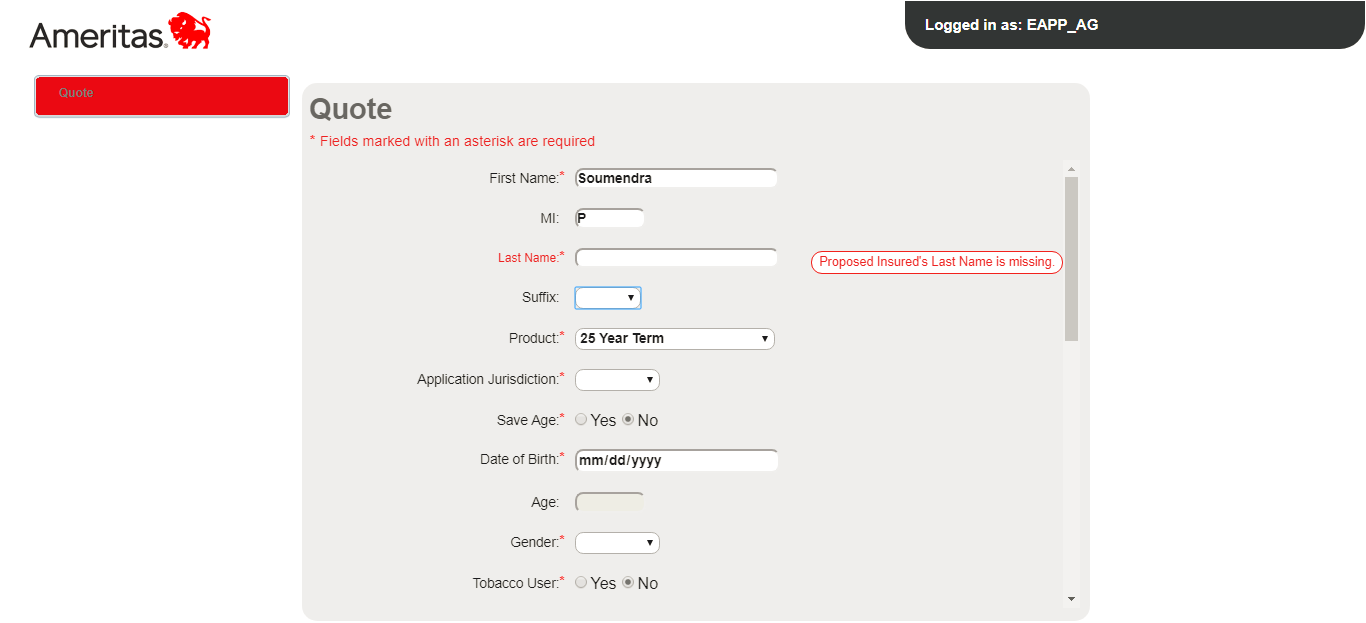 Ameritas
Logged in as: EAPP_AG
Quote
Quote
* Fields marked with an asterisk are required
First Name:* Soumendra
MI: P
Last Name:* Proposed Insured's Last Name is missing.
Suffix:
Product:* 25 Year Term
Application Jurisdiction:*
Save Age:* Yes No
Date of Birth:* mm/dd/yyyy
Age:
Gender:*
Tobacco User:* Yes No